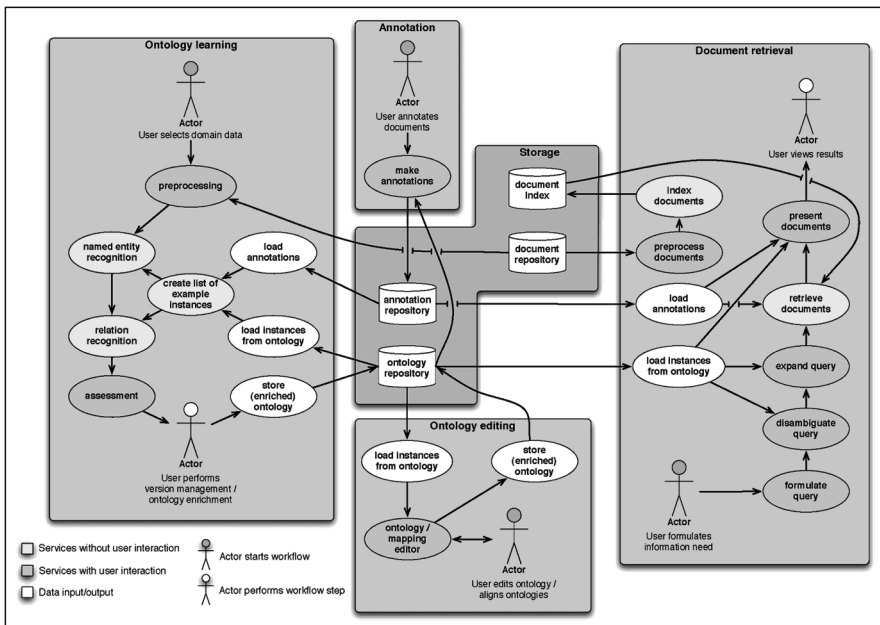 Ontology learning
Actor
User selects domain data
preprocessing
named entity
recognition
load
annotations
create list of
example
instances
relation
recognition
load instances
from ontology
assessment
store
(enriched)
ontology
Actor
User performs
version management /
ontology enrichment
Annotation
Actor
User annotates
documents
make
annotations
Storage
document
index
document
repository
annotation
repository
ontology
repository
Ontology editing
load instances
from ontology
store
(enriched)
ontology
ontology /
mapping
editor
Actor
User edits ontology /
aligns ontologies
Document retrieval
Actor
User views results
index
documents
present
documents
preprocess
documents
load
annotations
retrieve
documents
load instances
from ontology
expand query
disambiguate
query
formulate
query
Actor
User formulates
information need
Services without user interaction
Services with user interaction
Data input/output
Actor starts workflow
Actor performs workflow step